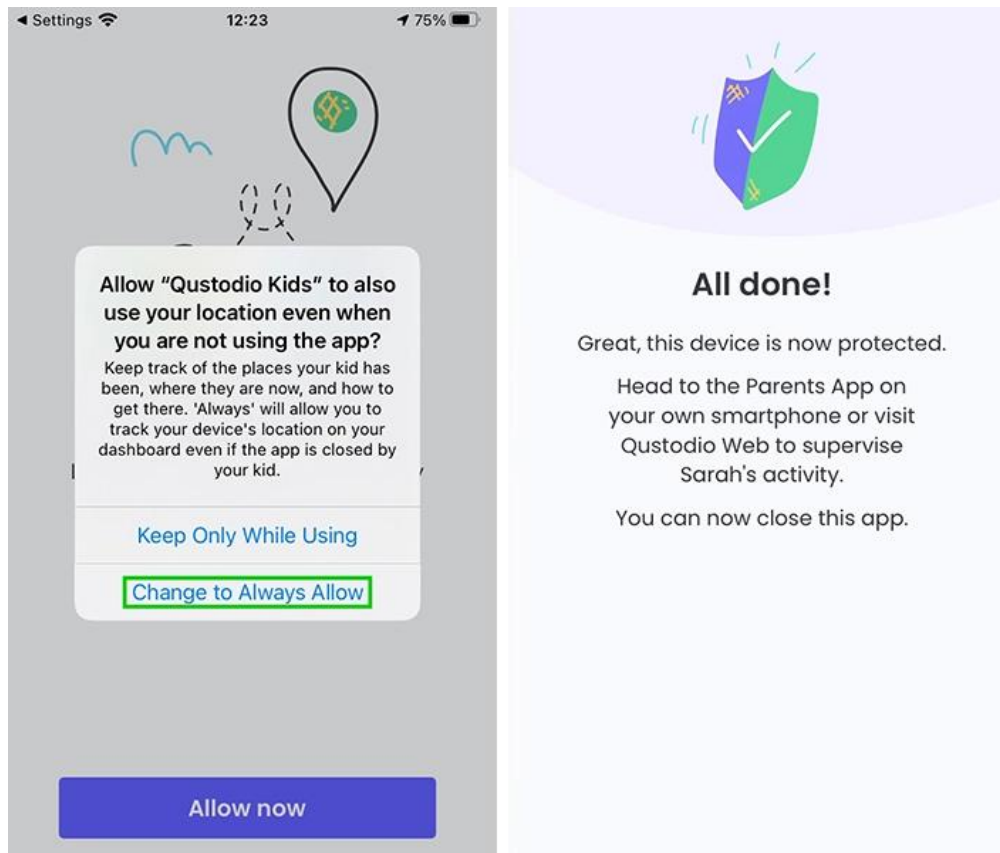 ◀ Settings 12:23 75%
Allow “Qustodio Kids” to also
use your location even when
you are not using the app?
Keep track of the places your kid has
been, where they are now, and how to
get there. 'Always' will allow you to
track your device's location on your
dashboard even if the app is closed by
your kid.
Keep Only While Using
Change to Always Allow
Allow now
All done!
Great, this device is now protected.
Head to the Parents App on
your own smartphone or visit
Qustodio Web to supervise
Sarah's activity.
You can now close this app.